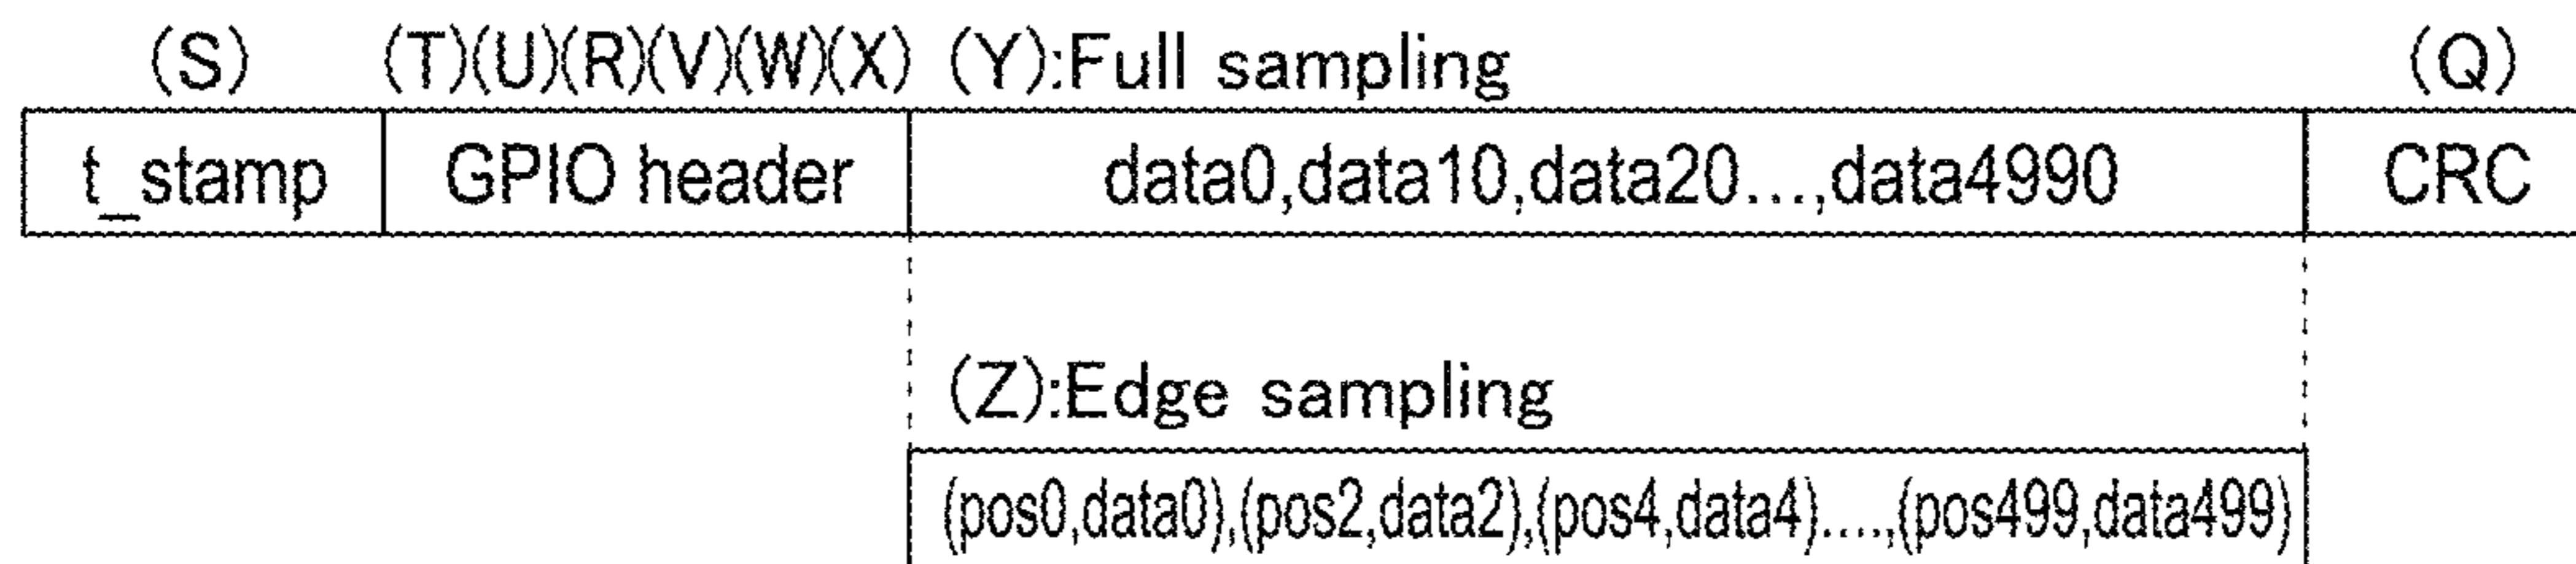 (S) (T)(U)(R)(V)(W)(X) (Y):Full sampling (Q)
t_stamp GPIO header data0,data10,data20...,data4990 CRC
(Z):Edge sampling
(pos0,data0),(pos2,data2),(pos4,data4)....,(pos499,data499)